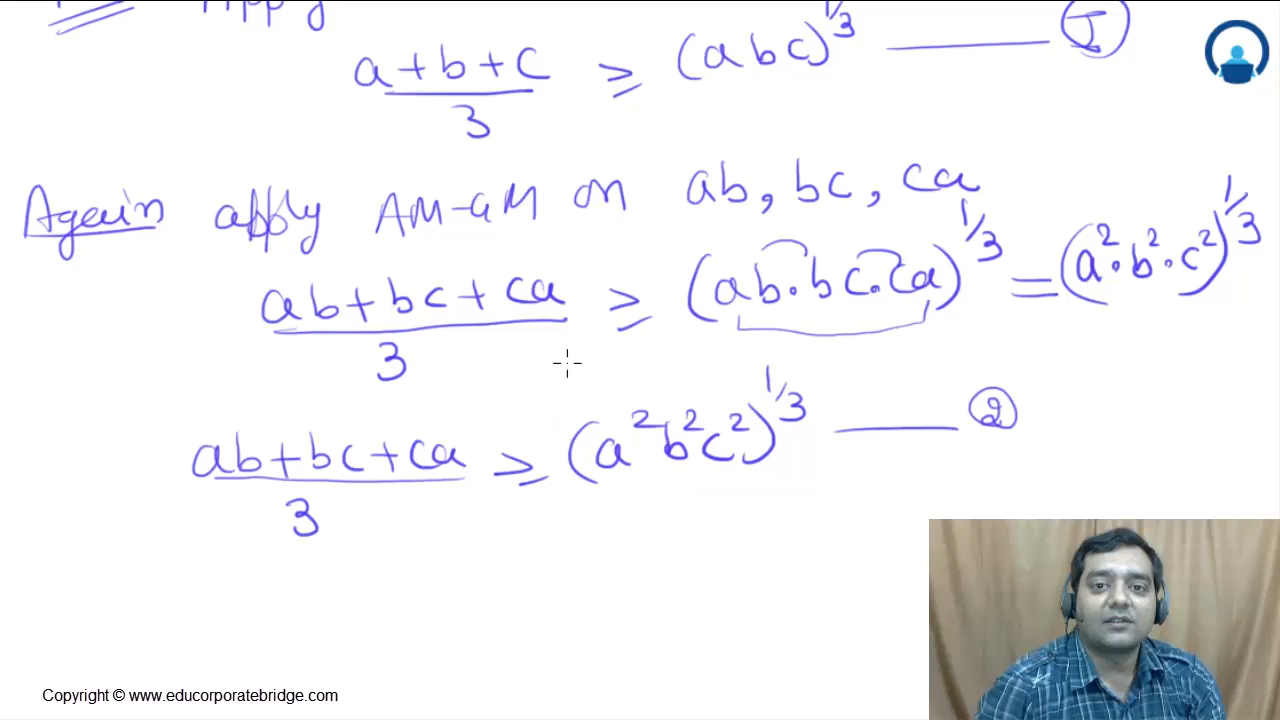 a+b+c/3 ≥ (abc)^1/3 —— (I)
Again apply AM-GM on ab, bc, ca
ab+bc+ca/3 ≥ (ab·bc·ca)^1/3 = (a²·b²·c²)^1/3
ab+bc+ca/3 ≥ (a²b²c²)^1/3 —— (2)
Copyright © www.educorporatebridge.com